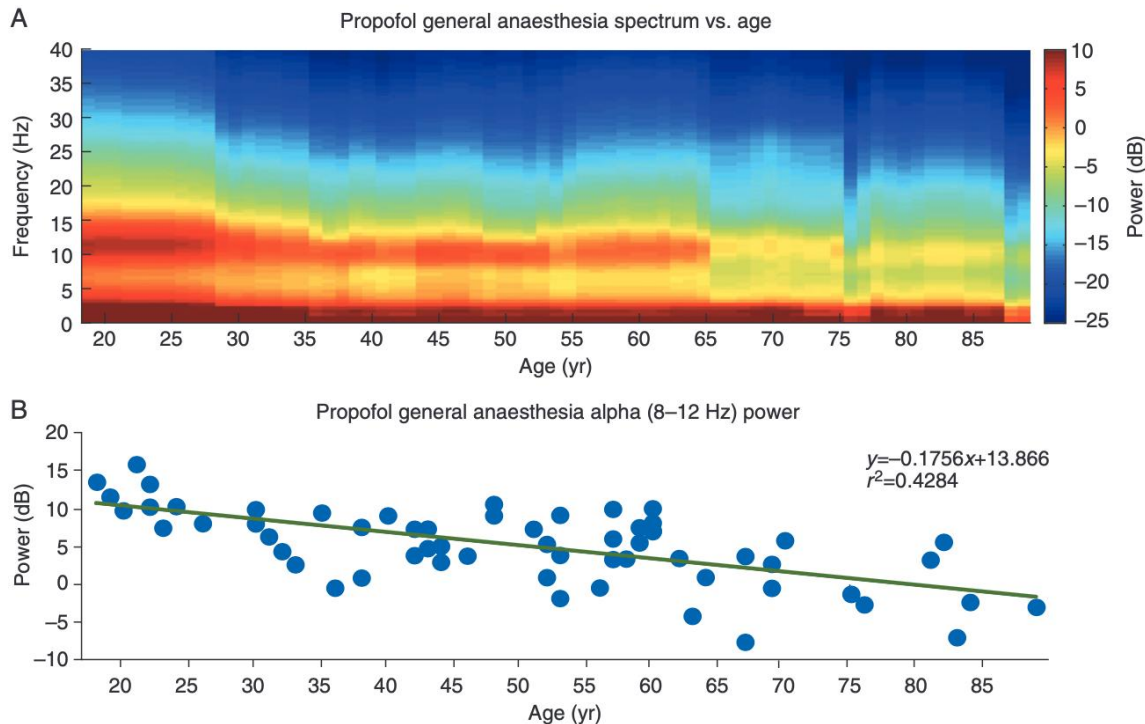 A
Propofol general anaesthesia spectrum vs. age
40
35
30
25
20
15
10
5
0
Frequency (Hz)
20 25 30 35 40 45 50 55 60 65 70 75 80 85
Age (yr)
10
5
0
–5
–10
–15
–20
–25
Power (dB)
B
Propofol general anaesthesia alpha (8–12 Hz) power
20
15
10
5
0
–5
–10
Power (dB)
y=–0.1756x+13.866
r²=0.4284
20 25 30 35 40 45 50 55 60 65 70 75 80 85
Age (yr)